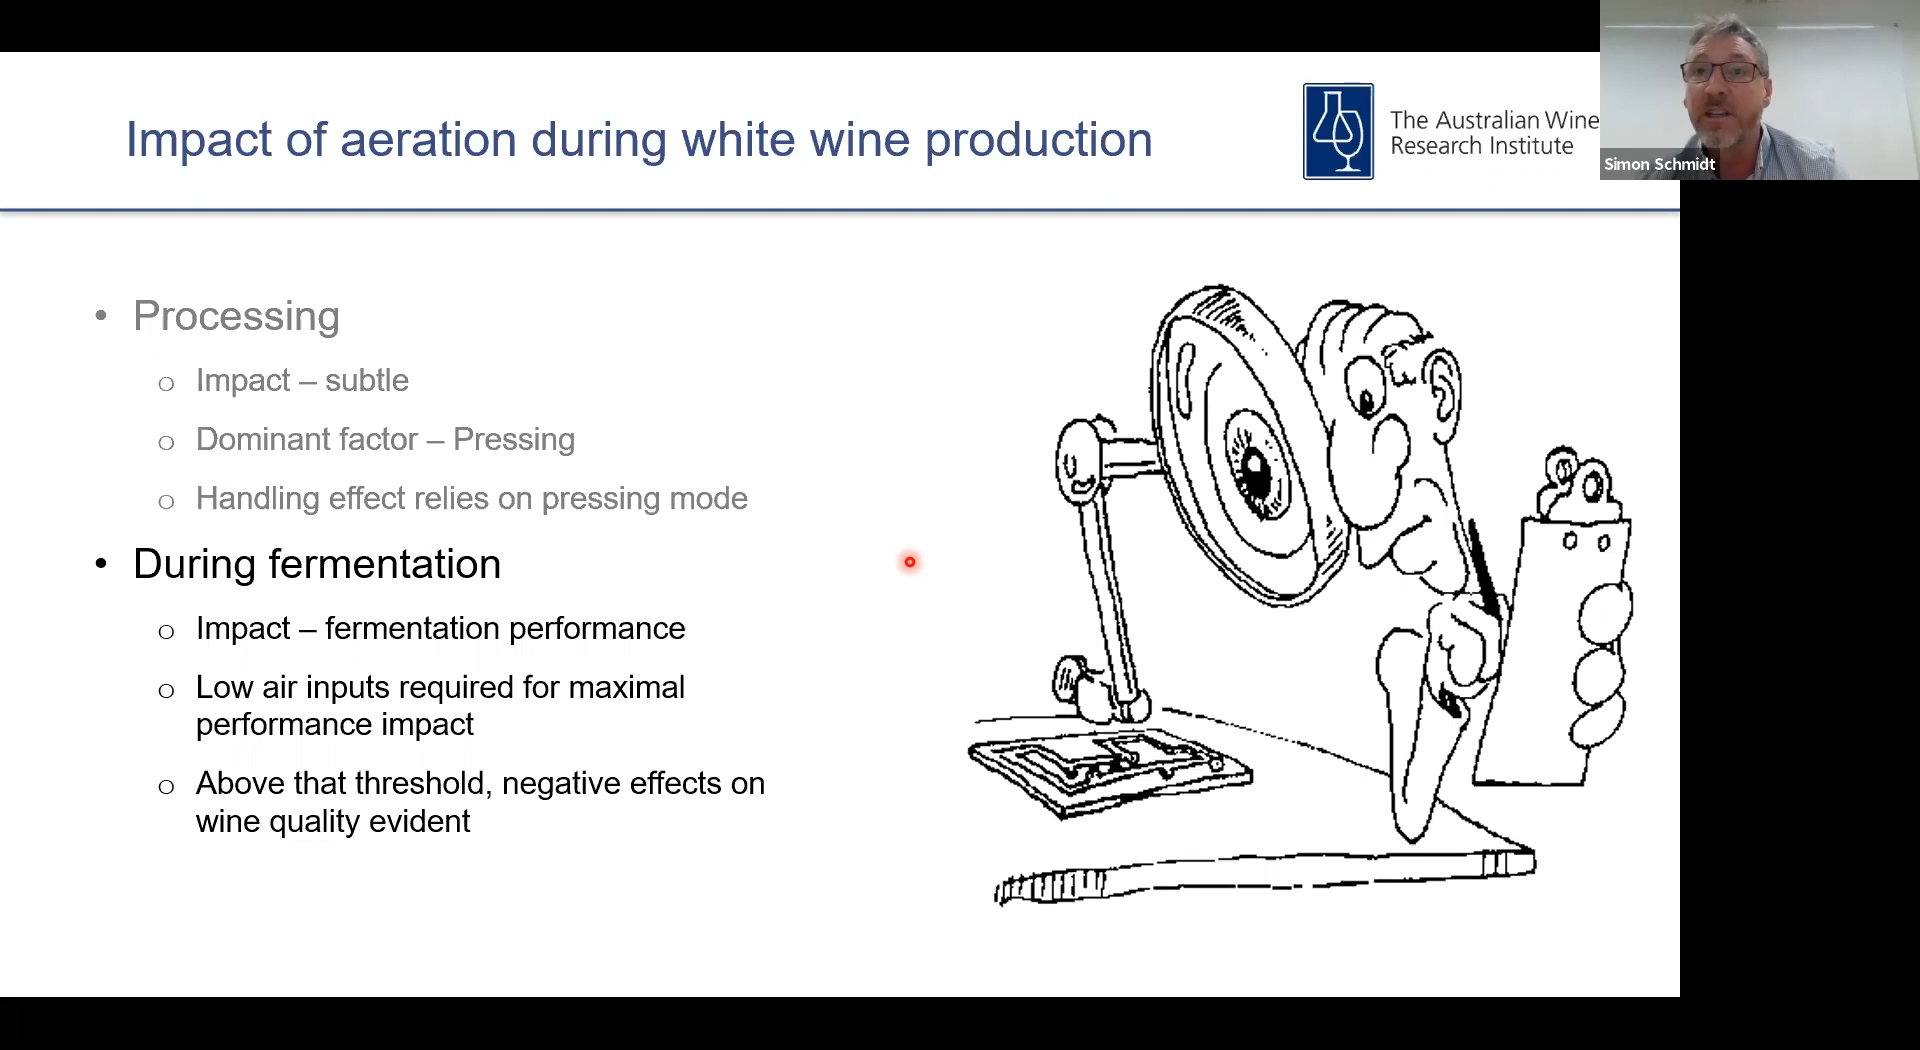 Impact of aeration during white wine production
The Australian Wine
Research Institute
Simon Schmidt
• Processing
o Impact – subtle
o Dominant factor – Pressing
o Handling effect relies on pressing mode
• During fermentation
o Impact – fermentation performance
o Low air inputs required for maximal
performance impact
o Above that threshold, negative effects on
wine quality evident